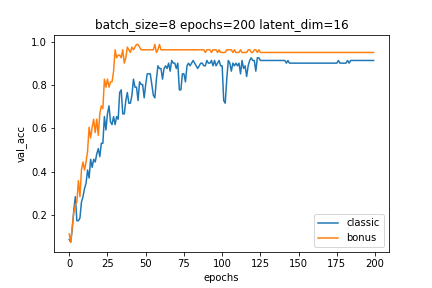 batch_size=8 epochs=200 latent_dim=16
1.0
0.8
0.6
0.4
0.2
val_acc
0 25 50 75 100 125 150 175 200
epochs
classic
bonus